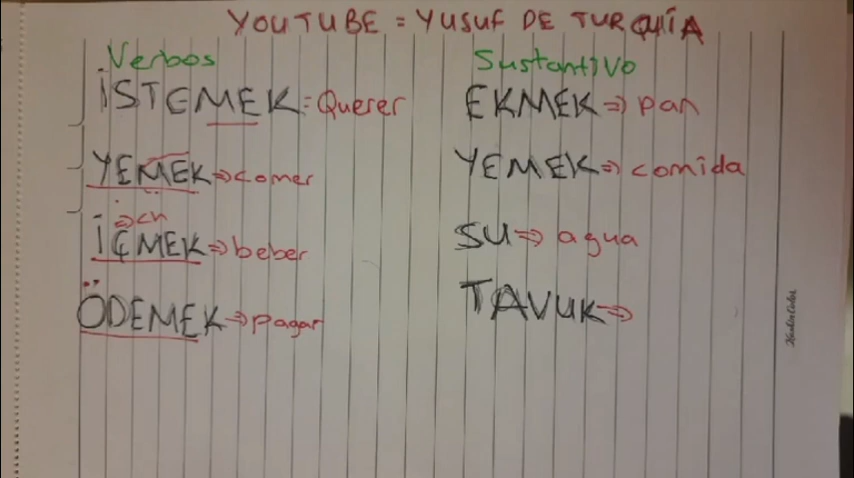 YOUTUBE = YUSUF DE TURQUÍA
Verbos
İSTEMEK = Querer
YEMEK ⇒ comer
⇒ch
İÇMEK ⇒ beber
ÖDEMEK ⇒ pagar
Sustantivo
EKMEK ⇒ pan
YEMEK ⇒ comida
SU ⇒ agua
TAVUK ⇒